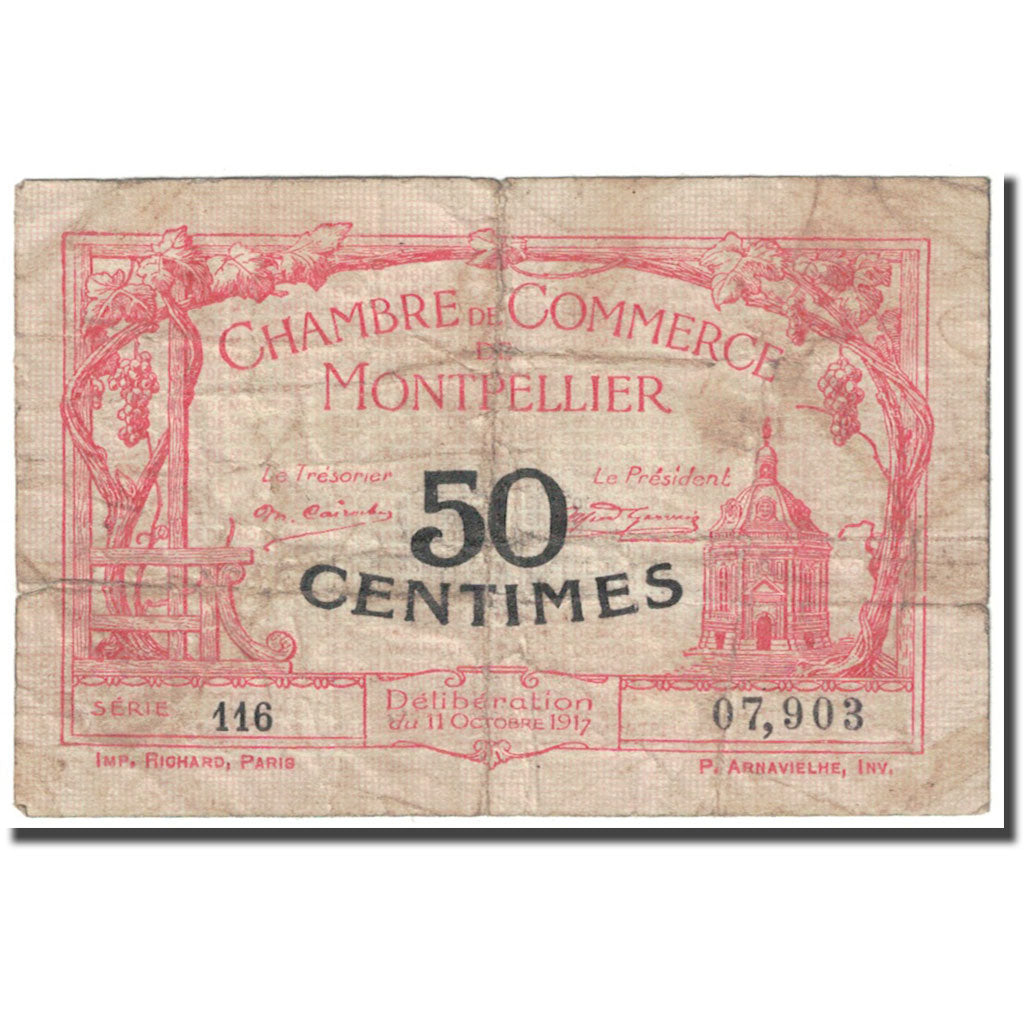 CHAMBRE DE COMMERCE
DE
MONTPELLIER
Le Trésorier
Le Président
50
CENTIMES
SÉRIE 116
Délibération
du 11 OCTOBRE 1917
07,903
IMP. RICHARD, PARIS
P. ARNAVIELHE, INV.